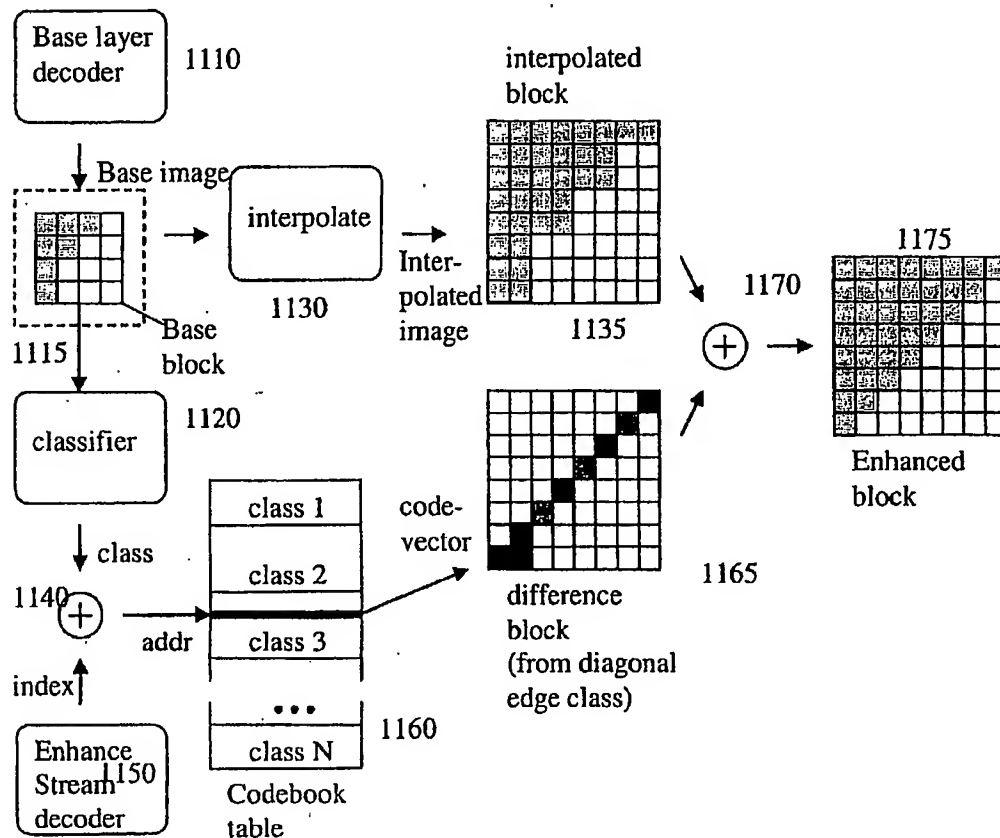 Base layer
decoder
1110
Base image
interpolate
1130
Inter-
polated
image
interpolated
block
1135
1115
Base
block
1120
classifier
class
1140
+
index
addr
1150
Enhance
Stream
decoder
class 1
class 2
class 3
•••
class N
1160
Codebook
table
code-
vector
1165
difference
block
(from diagonal
edge class)
1170
+
1175
Enhanced
block